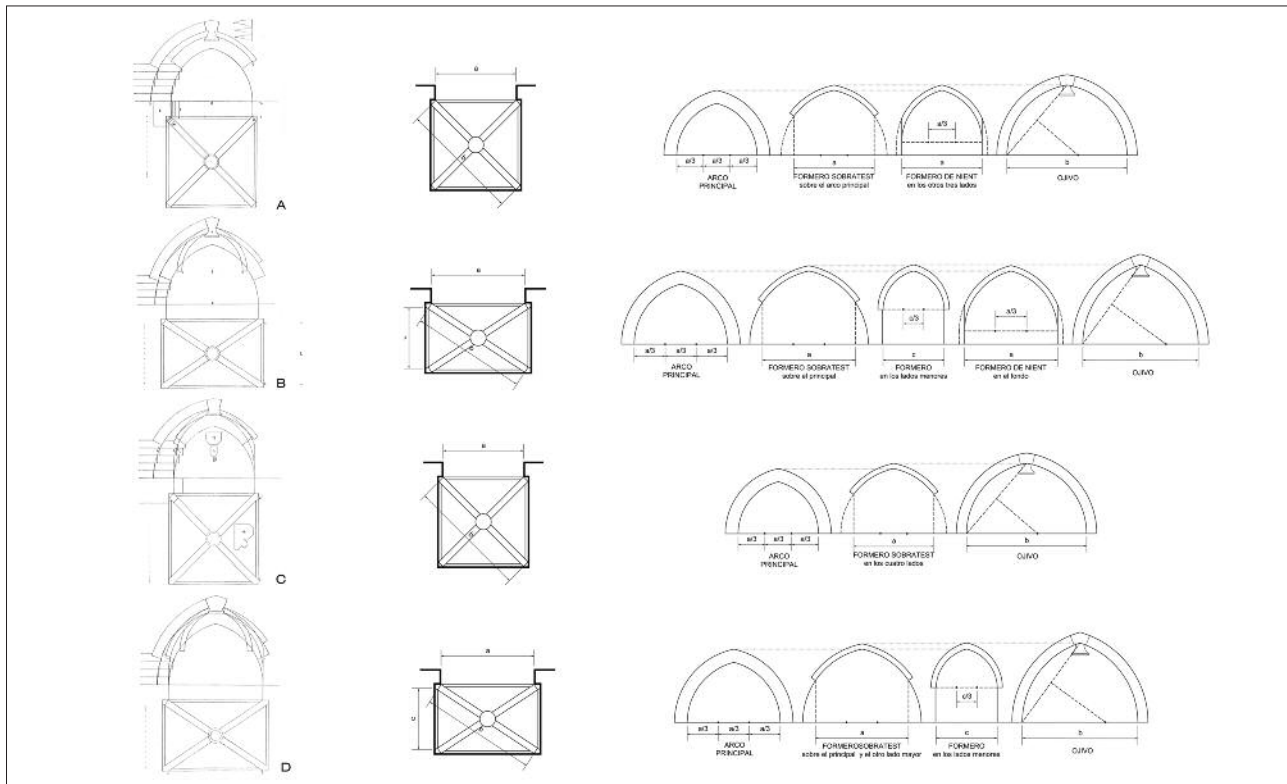 A
a
a/3
a/3
a/3
ARCO
PRINCIPAL
a
FORMERO SOBRATEST
sobre el arco principal
a/3
a
FORMERO DE NIENT
en los otros tres lados
b
OJIVO
B
a
a/3
a/3
a/3
ARCO
PRINCIPAL
a
FORMERO SOBRATEST
sobre el principal
c/3
c
FORMERO
en los lados menores
a/3
a
FORMERO DE NIENT
en el fondo
b
OJIVO
C
a
R
a/3
a/3
a/3
ARCO
PRINCIPAL
a
FORMERO SOBRATEST
en los cuatro lados
b
OJIVO
D
a
c
a/3
a/3
a/3
ARCO
PRINCIPAL
a
FORMEROSOBRATEST
sobre el principal y el otro lado mayor
c/3
c
FORMERO
en los lados menores
b
OJIVO